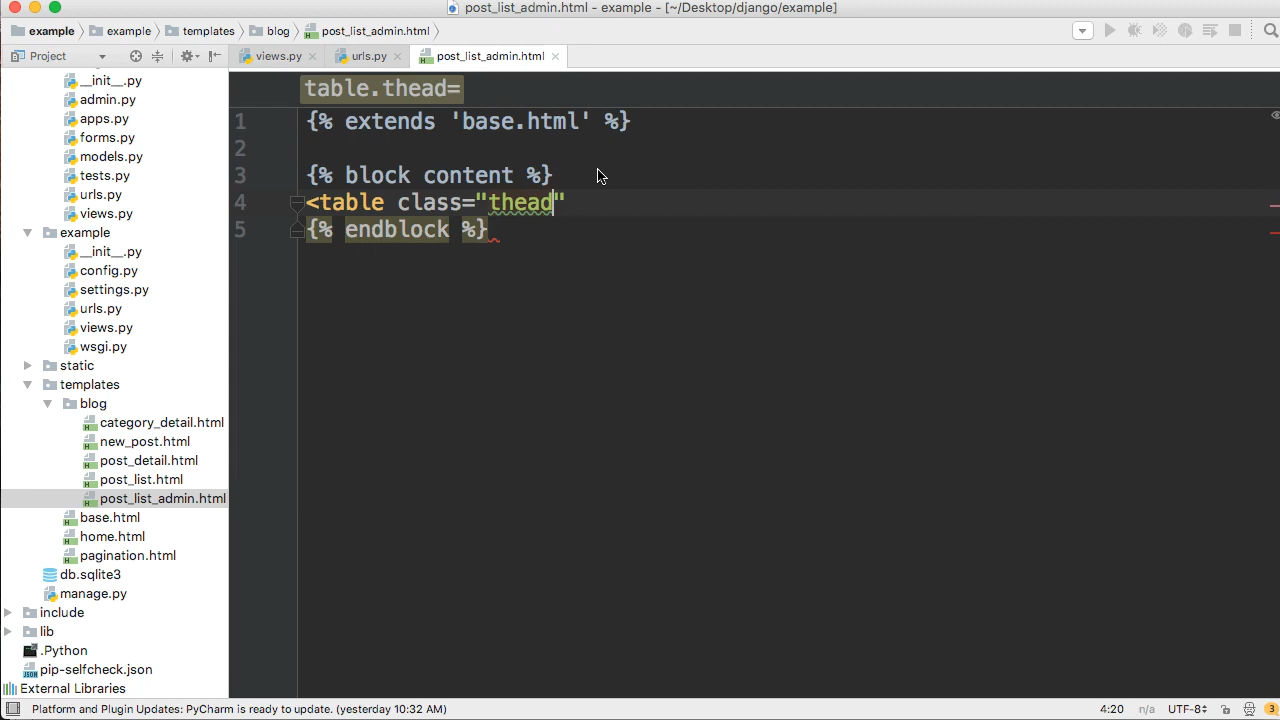 post_list_admin.html - example - [~/Desktop/django/example]
example example templates blog post_list_admin.html
Project views.py urls.py post_list_admin.html
table.thead=
1 {% extends 'base.html' %}
2
3 {% block content %}
4 <table class="thead"
5 {% endblock %}
__init__.py
admin.py
apps.py
forms.py
models.py
tests.py
urls.py
views.py
example
__init__.py
config.py
settings.py
urls.py
views.py
wsgi.py
static
templates
blog
category_detail.html
new_post.html
post_detail.html
post_list.html
post_list_admin.html
base.html
home.html
pagination.html
db.sqlite3
manage.py
include
lib
.Python
pip-selfcheck.json
External Libraries
Platform and Plugin Updates: PyCharm is ready to update. (yesterday 10:32 AM) 4:20 n/a UTF-8 3